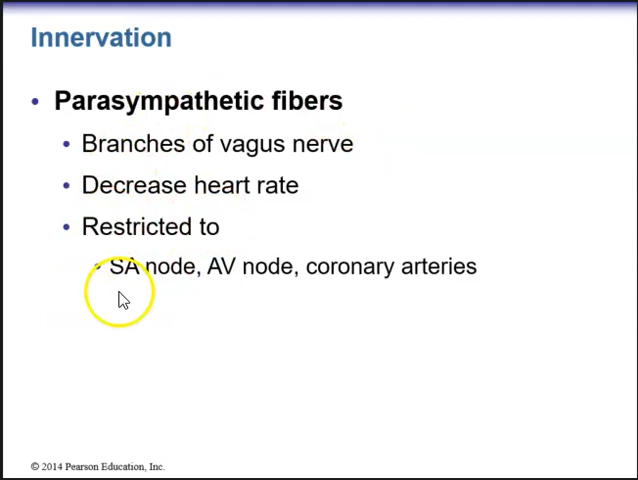 Innervation
• Parasympathetic fibers
• Branches of vagus nerve
• Decrease heart rate
• Restricted to
• SA node, AV node, coronary arteries
© 2014 Pearson Education, Inc.